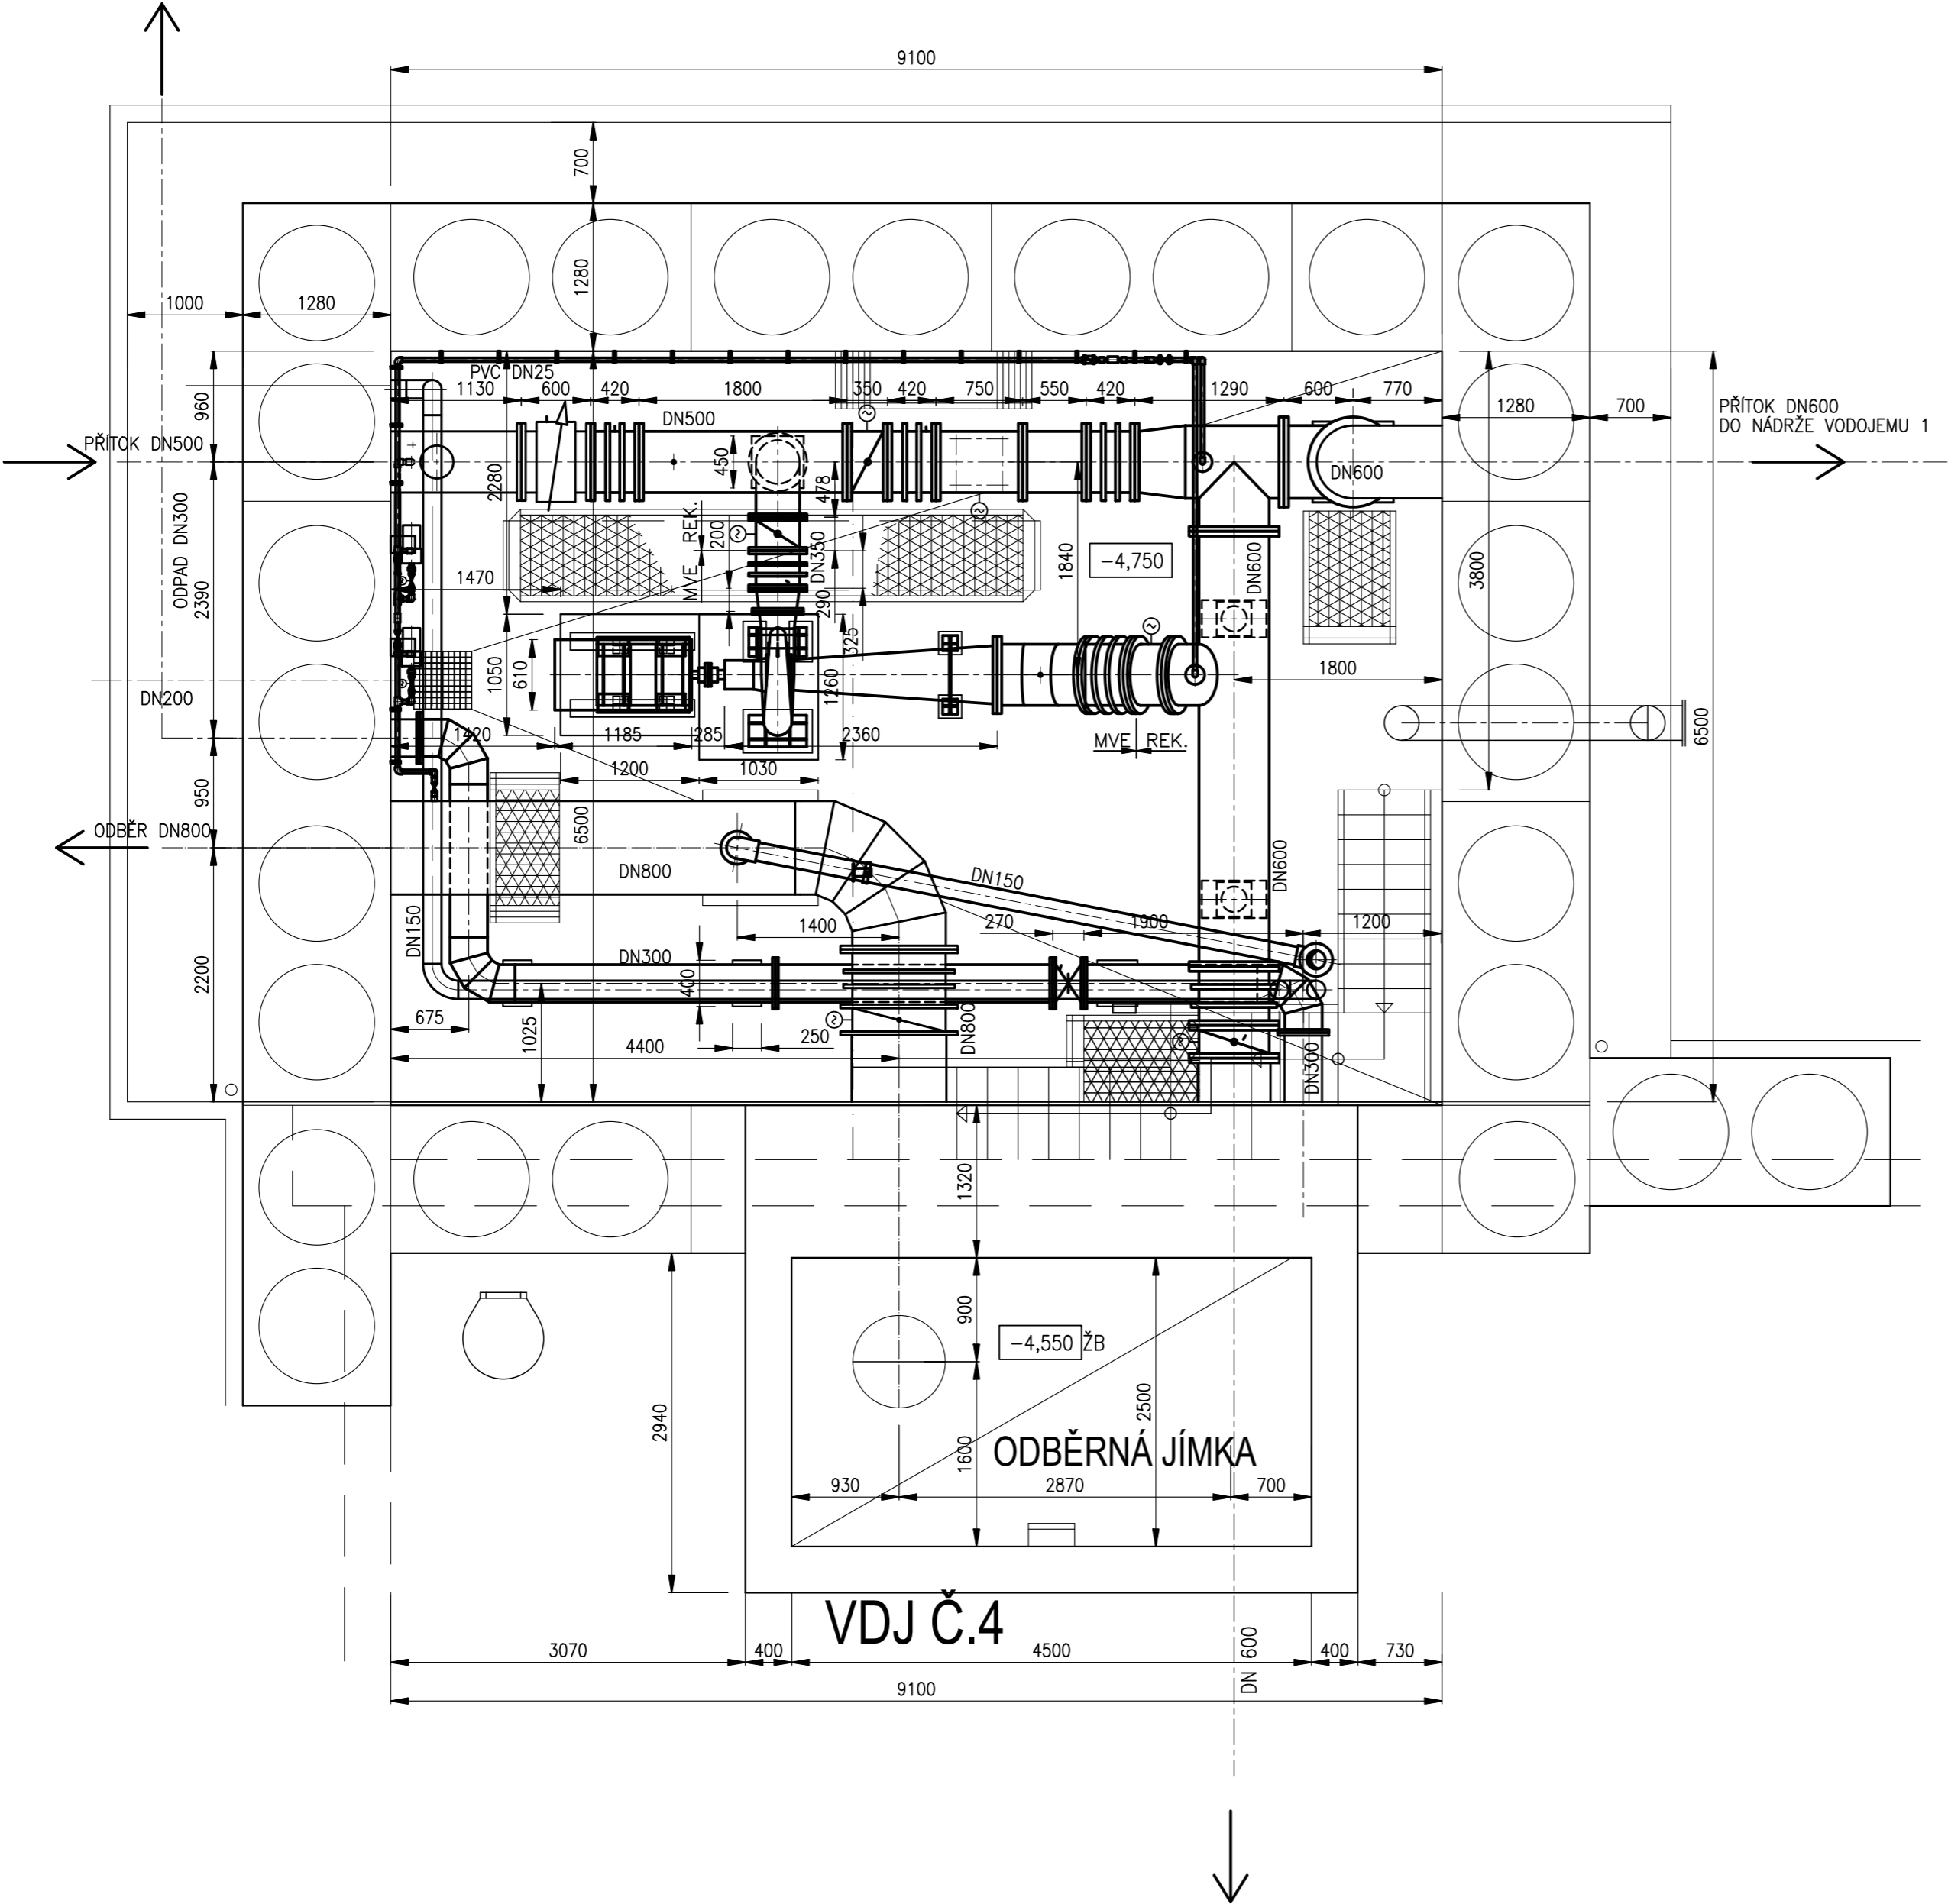 9100
700
1280
1000
1280
PVC DN25
1130
600
420
1800
350
420
750
550
420
1290
600
770
1280
700
PŘÍTOK DN600
DO NÁDRŽE VODOJEMU 1
960
PŘÍTOK DN500
DN500
450
478
DN600
2280
ODPAD DN300
2390
1470
MVE REK.
200
DN350
290
325
1840
-4,750
DN600
3800
1050
610
1260
1800
6500
DN200
1420
1185
285
2360
MVE REK.
1200
1030
950
6500
ODBĚR DN800
DN800
DN150
DN600
1400
270
1900
1200
DN150
DN300
400
2200
675
1025
250
4400
DN800
DN300
1320
900
-4,550
ŽB
2940
1600
2500
ODBĚRNÁ JÍMKA
930
2870
700
VDJ Č.4
3070
400
4500
DN 600
400
730
9100